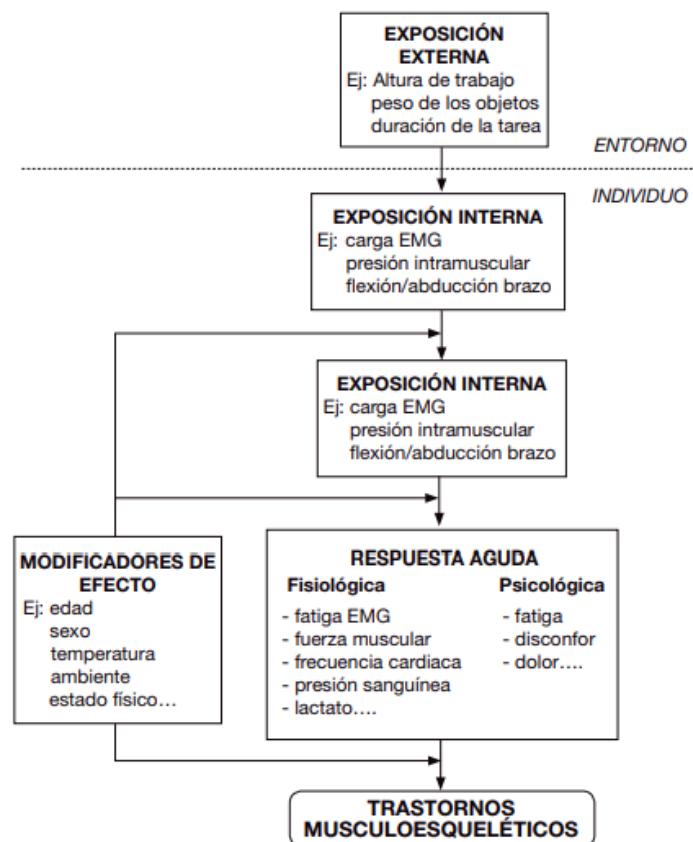 EXPOSICIÓN
EXTERNA
Ej: Altura de trabajo
peso de los objetos
duración de la tarea
ENTORNO
INDIVIDUO
EXPOSICIÓN INTERNA
Ej: carga EMG
presión intramuscular
flexión/abducción brazo
EXPOSICIÓN INTERNA
Ej: carga EMG
presión intramuscular
flexión/abducción brazo
MODIFICADORES DE
EFECTO
Ej: edad
sexo
temperatura
ambiente
estado físico...
RESPUESTA AGUDA
Fisiológica
- fatiga EMG
- fuerza muscular
- frecuencia cardiaca
- presión sanguínea
- lactato....
Psicológica
- fatiga
- disconfor
- dolor....
TRASTORNOS
MUSCULOESQUELÉTICOS